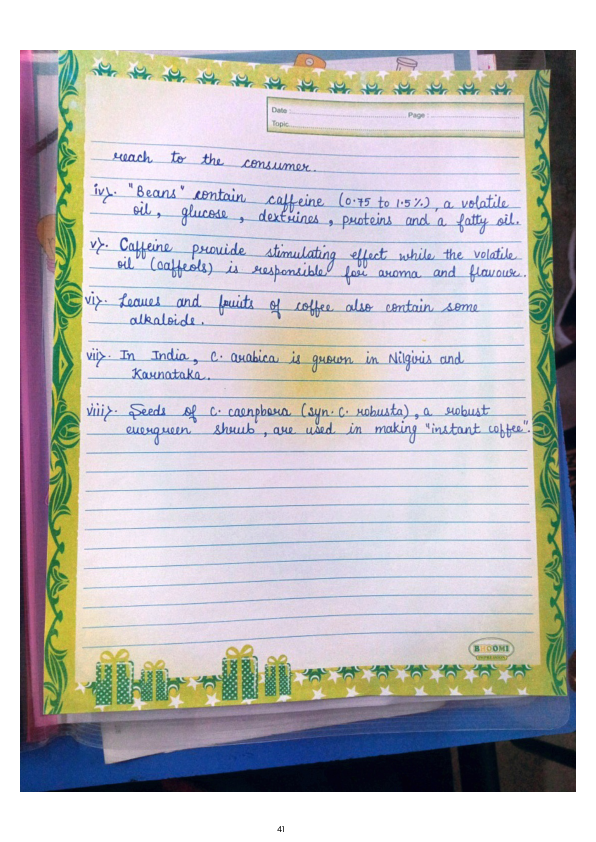 Date :
Page :
Topic
reach to the consumer.
iv). "Beans" contain caffeine (0.75 to 1.5%), a volatile
oil, glucose, dextrines, proteins and a fatty oil.
v). Caffeine provide stimulating effect while the volatile
oil (caffeols) is responsible for aroma and flavour.
vi). Leaves and fruits of coffee also contain some
alkaloids.
vii). In India, C. arabica is grown in Nilgiris and
Karnataka.
viii). Seeds of C. caenphora (syn. C. robusta), a robust
evergreen shrub, are used in making "instant coffee".
BHOOMI
41